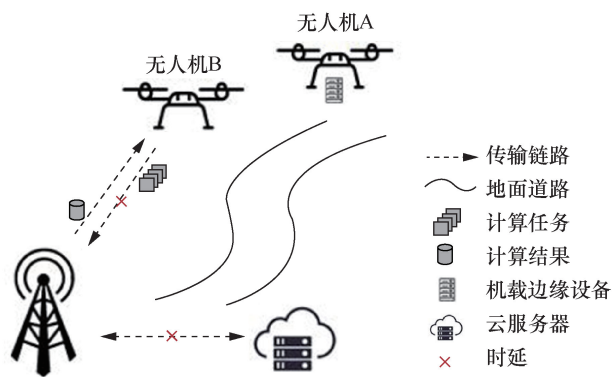 无人机A
无人机B
传输链路
地面道路
计算任务
计算结果
机载边缘设备
云服务器
时延